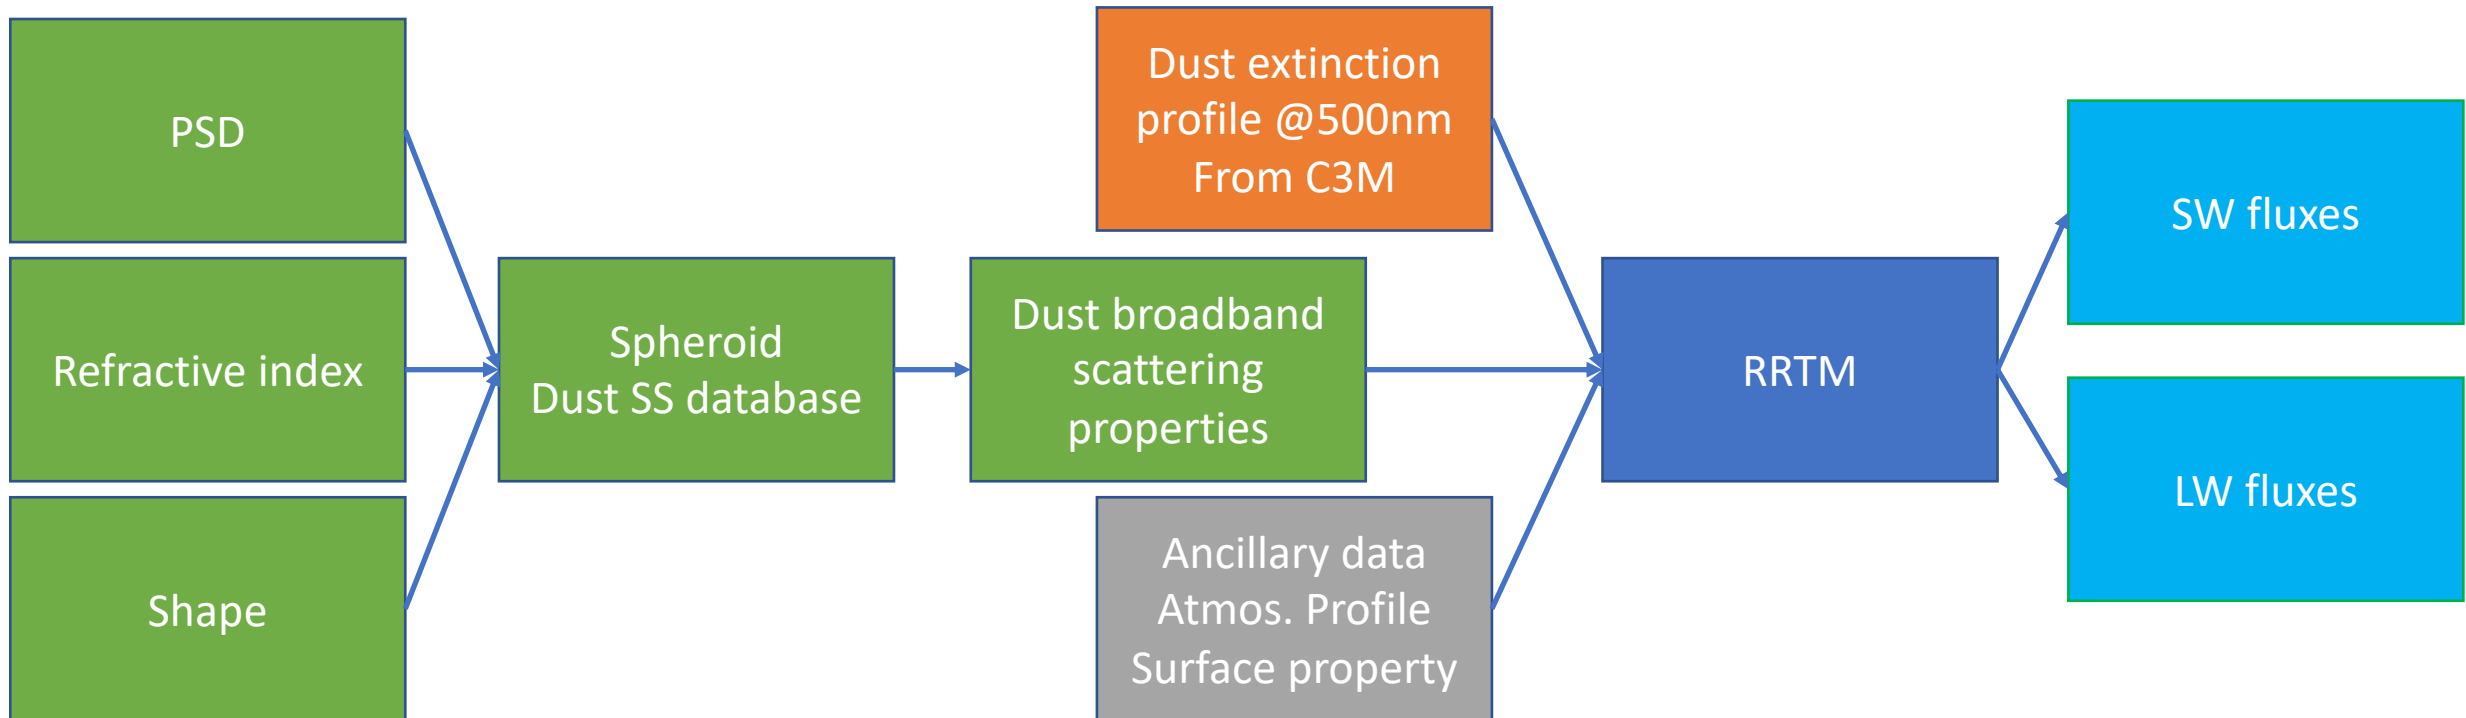 PSD
Refractive index
Shape
Spheroid
Dust SS database
Dust broadband
scattering
properties
Dust extinction
profile @500nm
From C3M
Ancillary data
Atmos. Profile
Surface property
RRTM
SW fluxes
LW fluxes